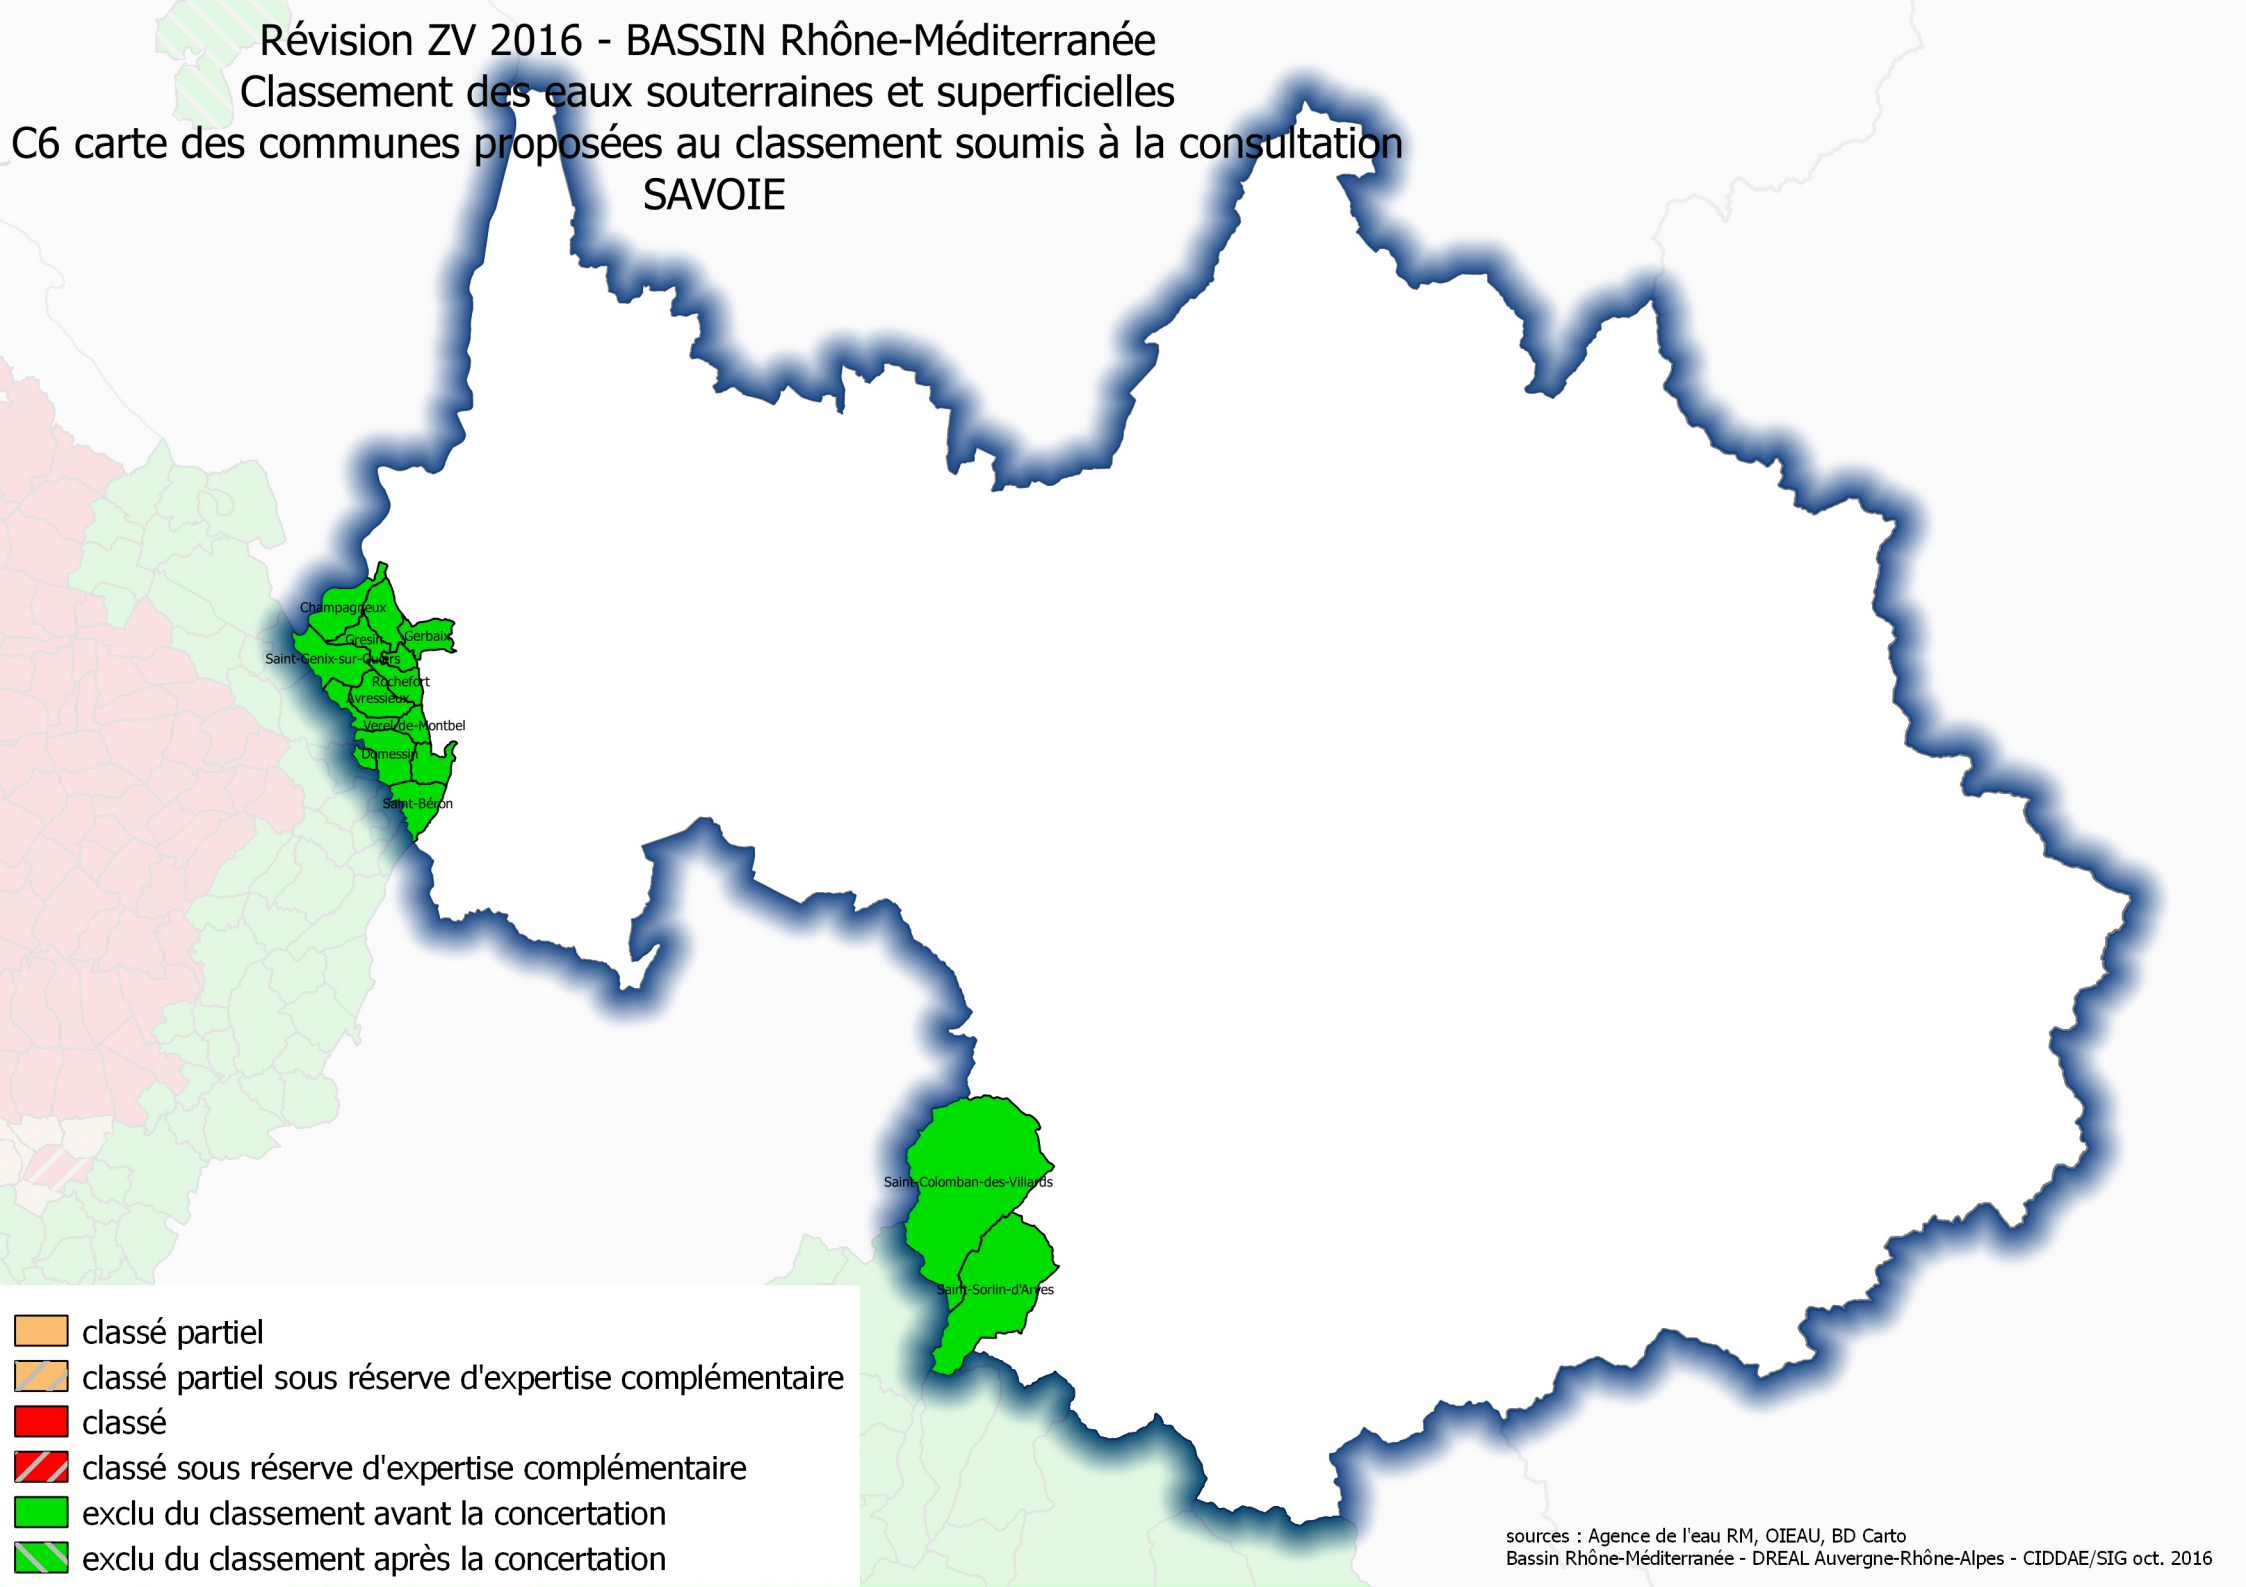 Révision ZV 2016 - BASSIN Rhône-Méditerranée
Classement des eaux souterraines et superficielles
C6 carte des communes proposées au classement soumis à la consultation
SAVOIE
Champagneux
Gresin
Gerbaix
Saint-Genix-sur-Guiers
Rochefort
Avressieux
Verel-de-Montbel
Domessin
Saint-Béron
Saint-Colomban-des-Villards
Saint-Sorlin-d'Arves
classé partiel
classé partiel sous réserve d'expertise complémentaire
classé
classé sous réserve d'expertise complémentaire
exclu du classement avant la concertation
exclu du classement après la concertation
sources : Agence de l'eau RM, OIEAU, BD Carto
Bassin Rhône-Méditerranée - DREAL Auvergne-Rhône-Alpes - CIDDAE/SIG oct. 2016